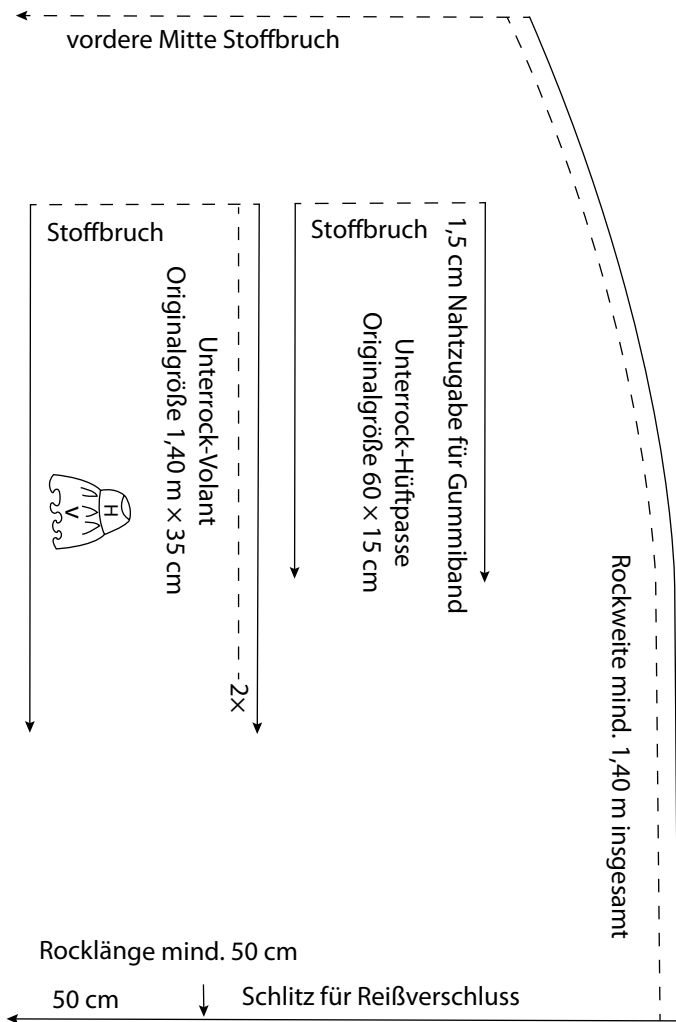 vordere Mitte Stoffbruch
Stoffbruch
Unterrock-Volant
Originalgröße 1,40 m × 35 cm
H
V
2×
Stoffbruch
1,5 cm Nahtzugabe für Gummiband
Unterrock-Hüftpasse
Originalgröße 60 × 15 cm
Rockweite mind. 1,40 m insgesamt
Rocklänge mind. 50 cm
50 cm
Schlitz für Reißverschluss